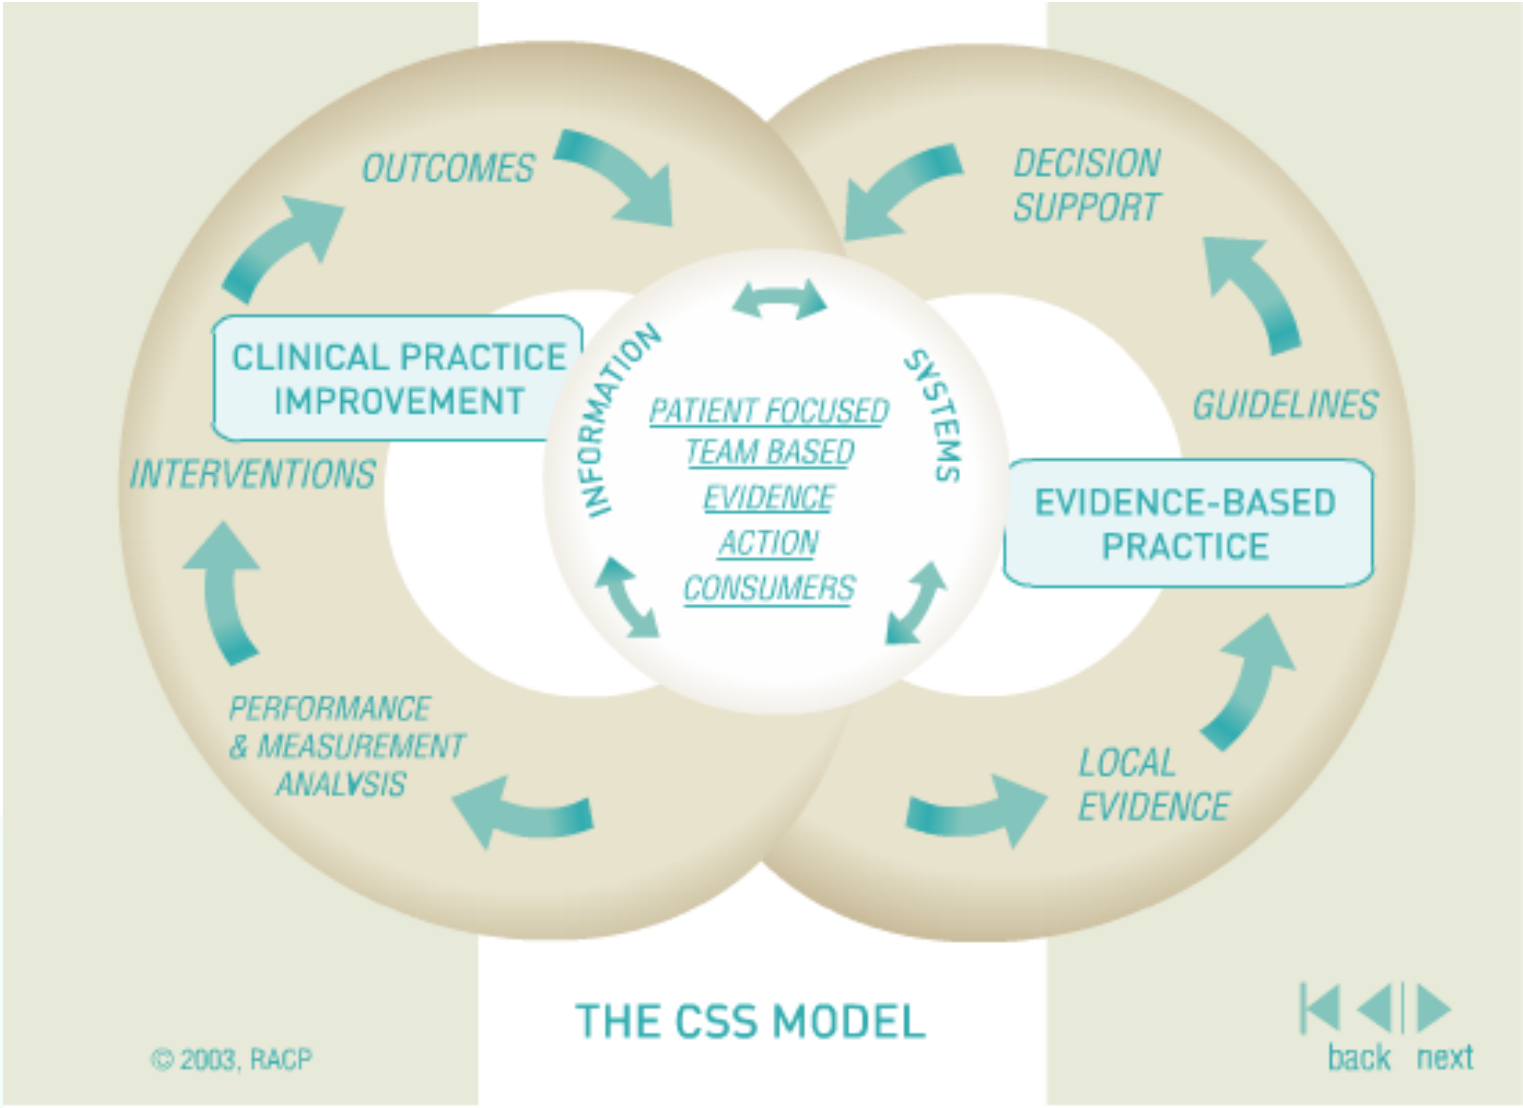 OUTCOMES
DECISION
SUPPORT
CLINICAL PRACTICE
IMPROVEMENT
INFORMATION
SYSTEMS
GUIDELINES
PATIENT FOCUSED
TEAM BASED
EVIDENCE
ACTION
CONSUMERS
INTERVENTIONS
EVIDENCE-BASED
PRACTICE
PERFORMANCE
& MEASUREMENT
ANALYSIS
LOCAL
EVIDENCE
THE CSS MODEL
© 2003, RACP
back next